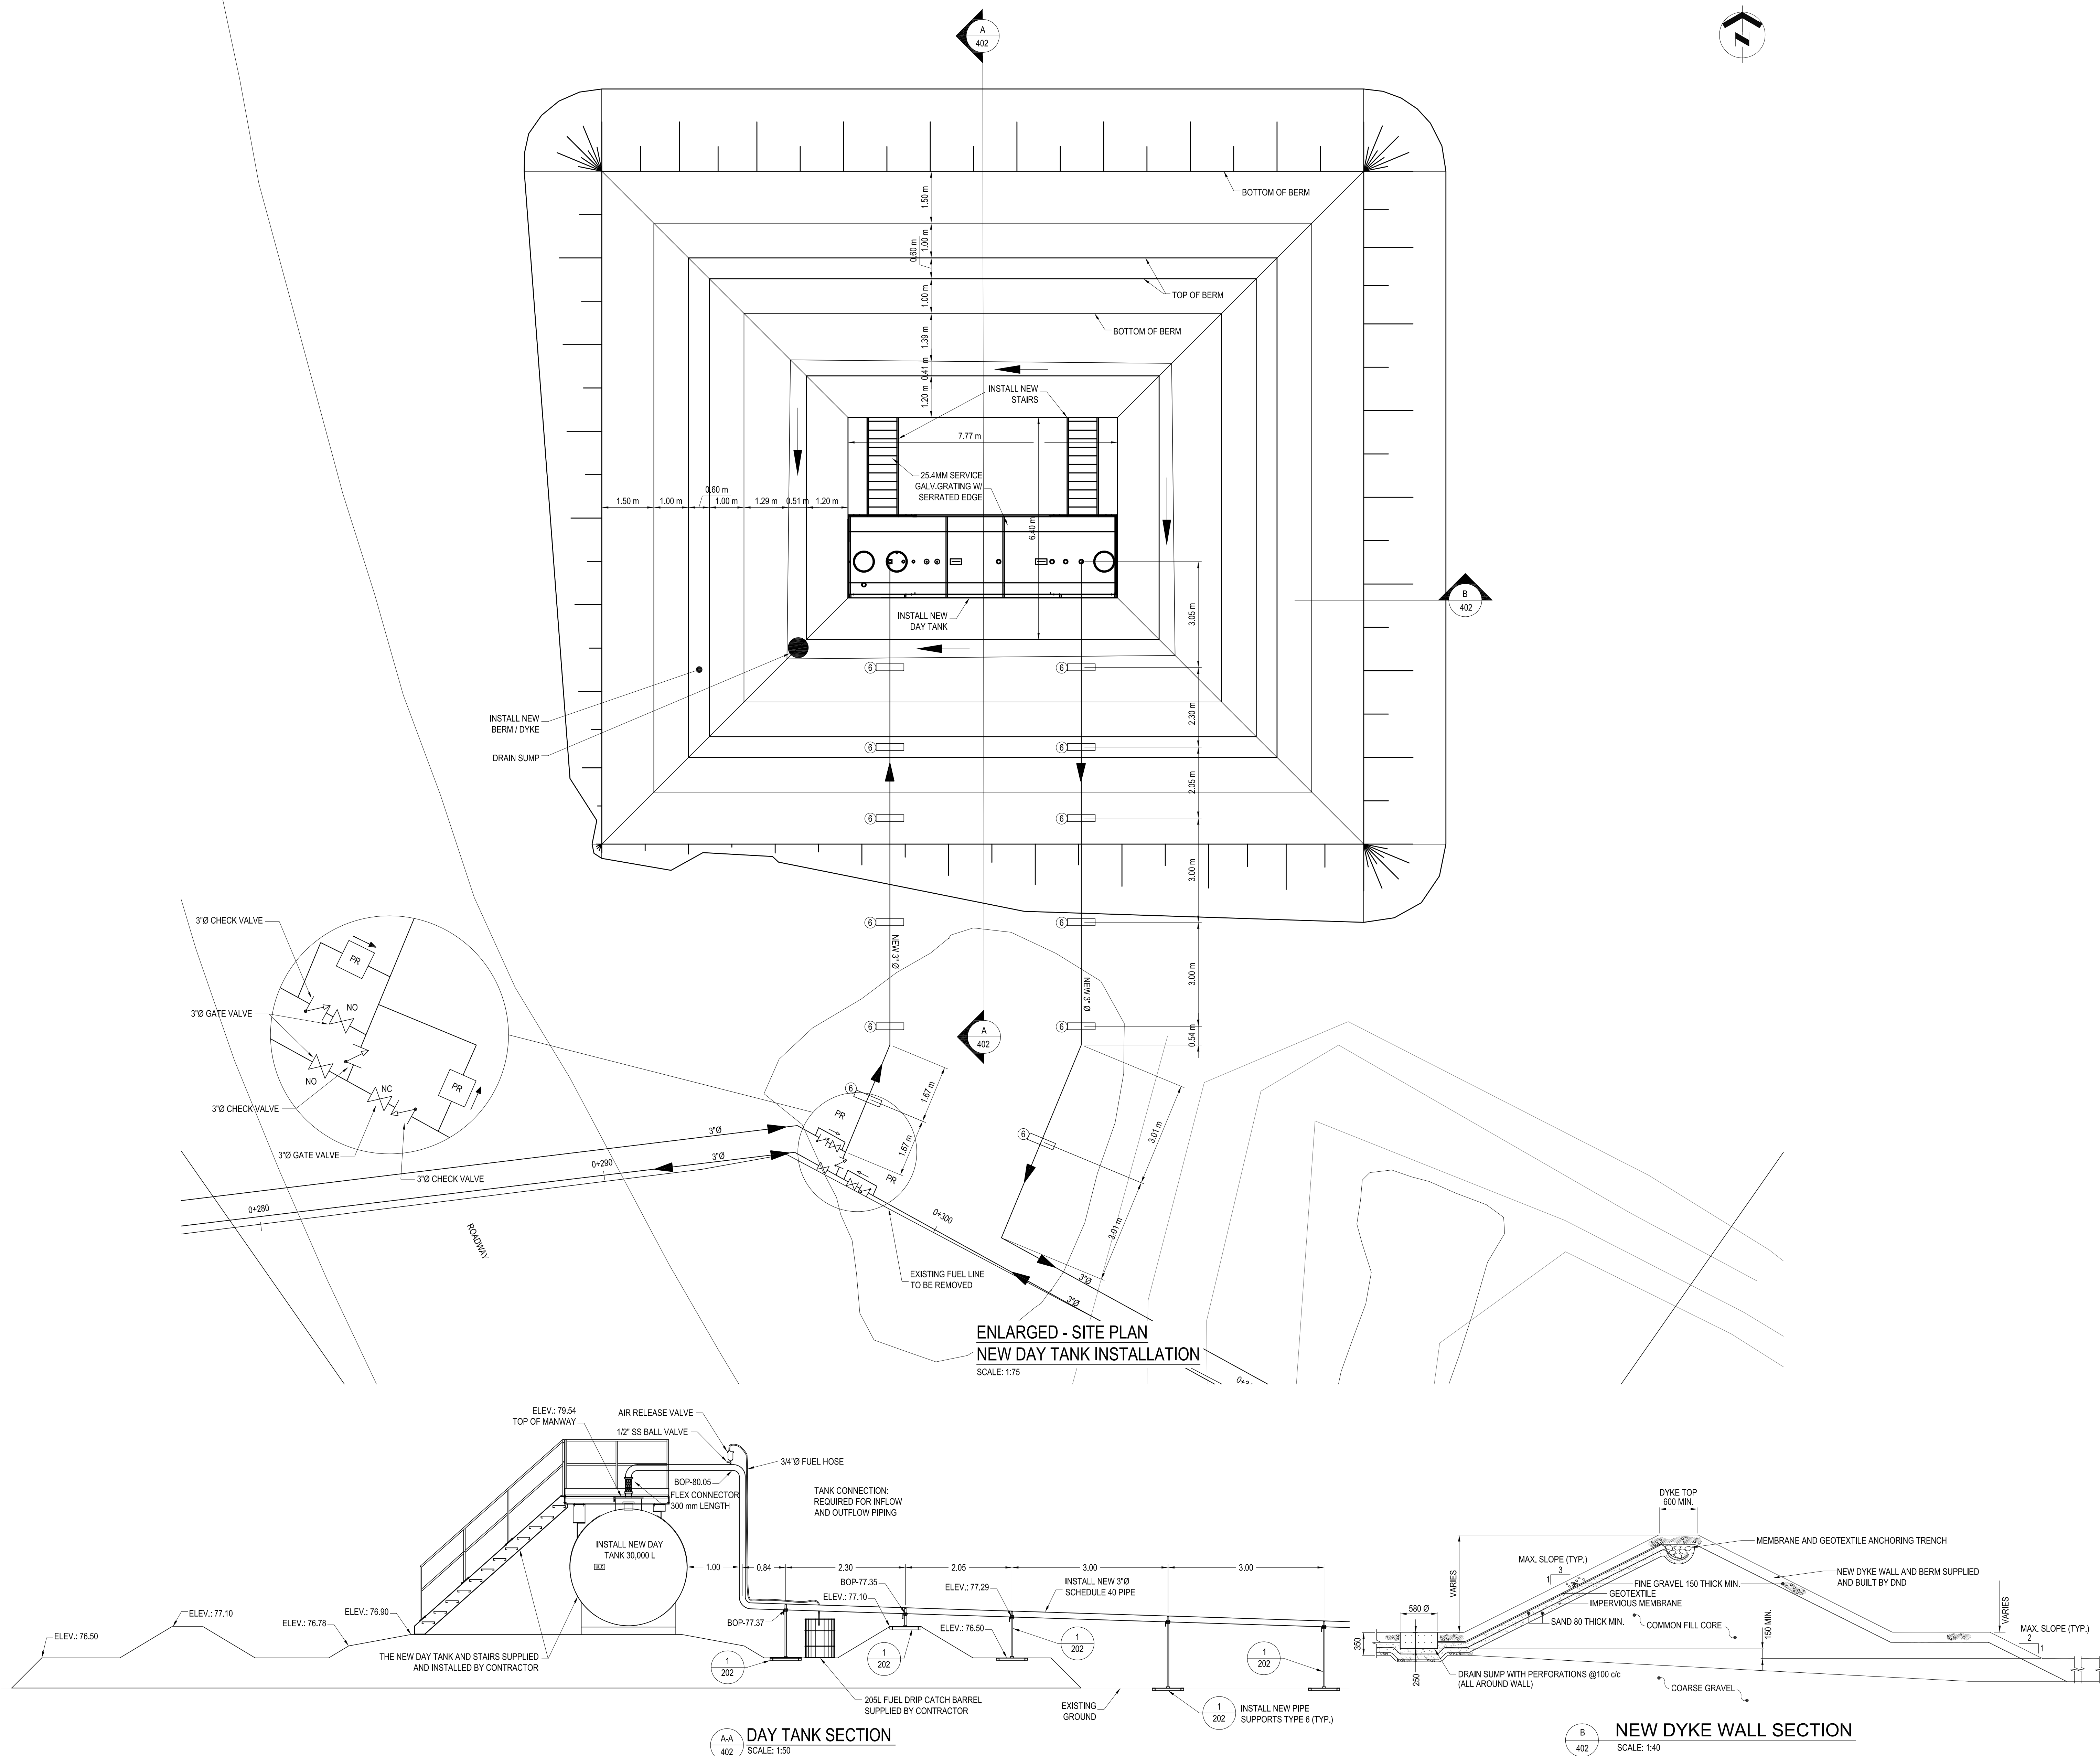 A
402
N
BOTTOM OF BERM
1.50 m
1.00 m
0.60 m
TOP OF BERM
1.00 m
BOTTOM OF BERM
1.39 m
0.41 m
1.20 m
INSTALL NEW
STAIRS
7.77 m
25.4MM SERVICE
GALV.GRATING W/
SERRATED EDGE
6.40 m
1.50 m
1.00 m
0.60 m
1.00 m
1.29 m
0.51 m
1.20 m
B
402
INSTALL NEW
DAY TANK
3.05 m
6
6
INSTALL NEW
BERM / DYKE
DRAIN SUMP
2.30 m
6
6
2.05 m
6
6
3.00 m
6
6
NEW 3" Ø
NEW 3" Ø
3.00 m
6
6
0.54 m
A
402
3"Ø CHECK VALVE
PR
NO
3"Ø GATE VALVE
NO
NC
PR
3"Ø CHECK VALVE
3"Ø GATE VALVE
3"Ø CHECK VALVE
6
1.67 m
1.67 m
PR
PR
6
3.01 m
3.01 m
3"Ø
3"Ø
0+290
0+280
0+300
ROADWAY
EXISTING FUEL LINE
TO BE REMOVED
3"Ø
3"Ø
ENLARGED - SITE PLAN
NEW DAY TANK INSTALLATION
SCALE: 1:75
ELEV.: 79.54
TOP OF MANWAY
AIR RELEASE VALVE
1/2" SS BALL VALVE
3/4"Ø FUEL HOSE
BOP-80.05
FLEX CONNECTOR
300 mm LENGTH
TANK CONNECTION:
REQUIRED FOR INFLOW
AND OUTFLOW PIPING
INSTALL NEW DAY
TANK 30,000 L
ULC
1.00
0.84
2.30
2.05
3.00
3.00
BOP-77.35
ELEV.: 77.10
ELEV.: 77.29
INSTALL NEW 3"Ø
SCHEDULE 40 PIPE
ELEV.: 77.10
ELEV.: 76.90
ELEV.: 76.78
ELEV.: 76.50
BOP-77.37
ELEV.: 76.50
THE NEW DAY TANK AND STAIRS SUPPLIED
AND INSTALLED BY CONTRACTOR
1
202
1
202
1
202
1
202
205L FUEL DRIP CATCH BARREL
SUPPLIED BY CONTRACTOR
EXISTING
GROUND
1
202
INSTALL NEW PIPE
SUPPORTS TYPE 6 (TYP.)
A-A
402
DAY TANK SECTION
SCALE: 1:50
DYKE TOP
600 MIN.
MEMBRANE AND GEOTEXTILE ANCHORING TRENCH
MAX. SLOPE (TYP.)
3
1
VARIES
FINE GRAVEL 150 THICK MIN.
GEOTEXTILE
IMPERVIOUS MEMBRANE
SAND 80 THICK MIN.
COMMON FILL CORE
NEW DYKE WALL AND BERM SUPPLIED
AND BUILT BY DND
580 Ø
350
250
150 MIN.
VARIES
MAX. SLOPE (TYP.)
2
1
DRAIN SUMP WITH PERFORATIONS @100 c/c
(ALL AROUND WALL)
COARSE GRAVEL
B
402
NEW DYKE WALL SECTION
SCALE: 1:40